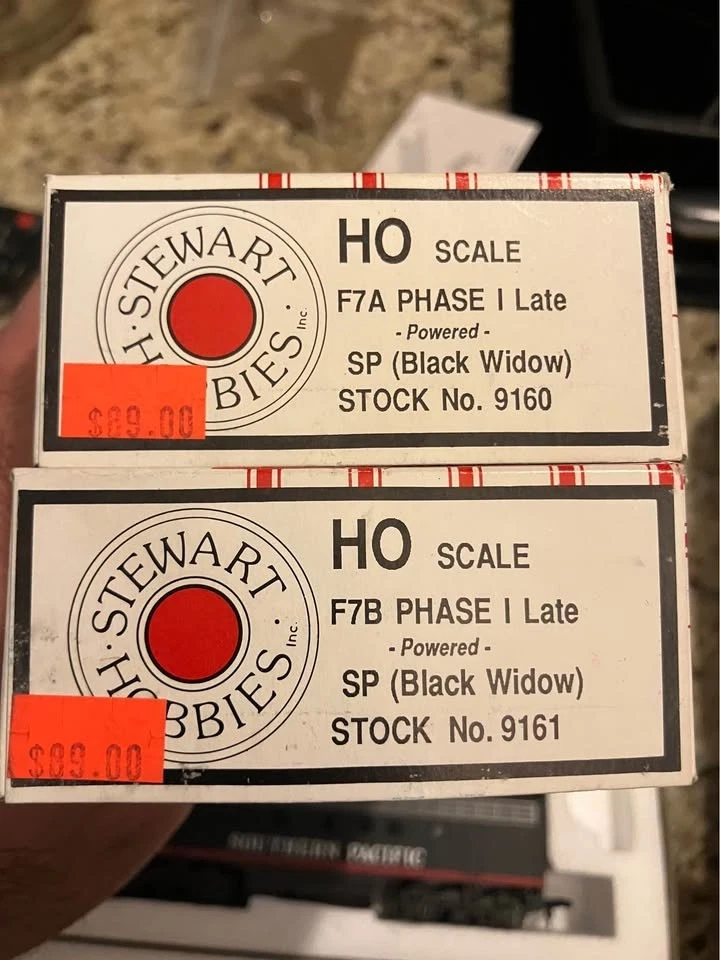 STEWART
HOBBIES
Inc.
$89.00
HO SCALE
F7A PHASE I Late
- Powered -
SP (Black Widow)
STOCK No. 9160
STEWART
HOBBIES
Inc.
$89.00
HO SCALE
F7B PHASE I Late
- Powered -
SP (Black Widow)
STOCK No. 9161
SOUTHERN PACIFIC